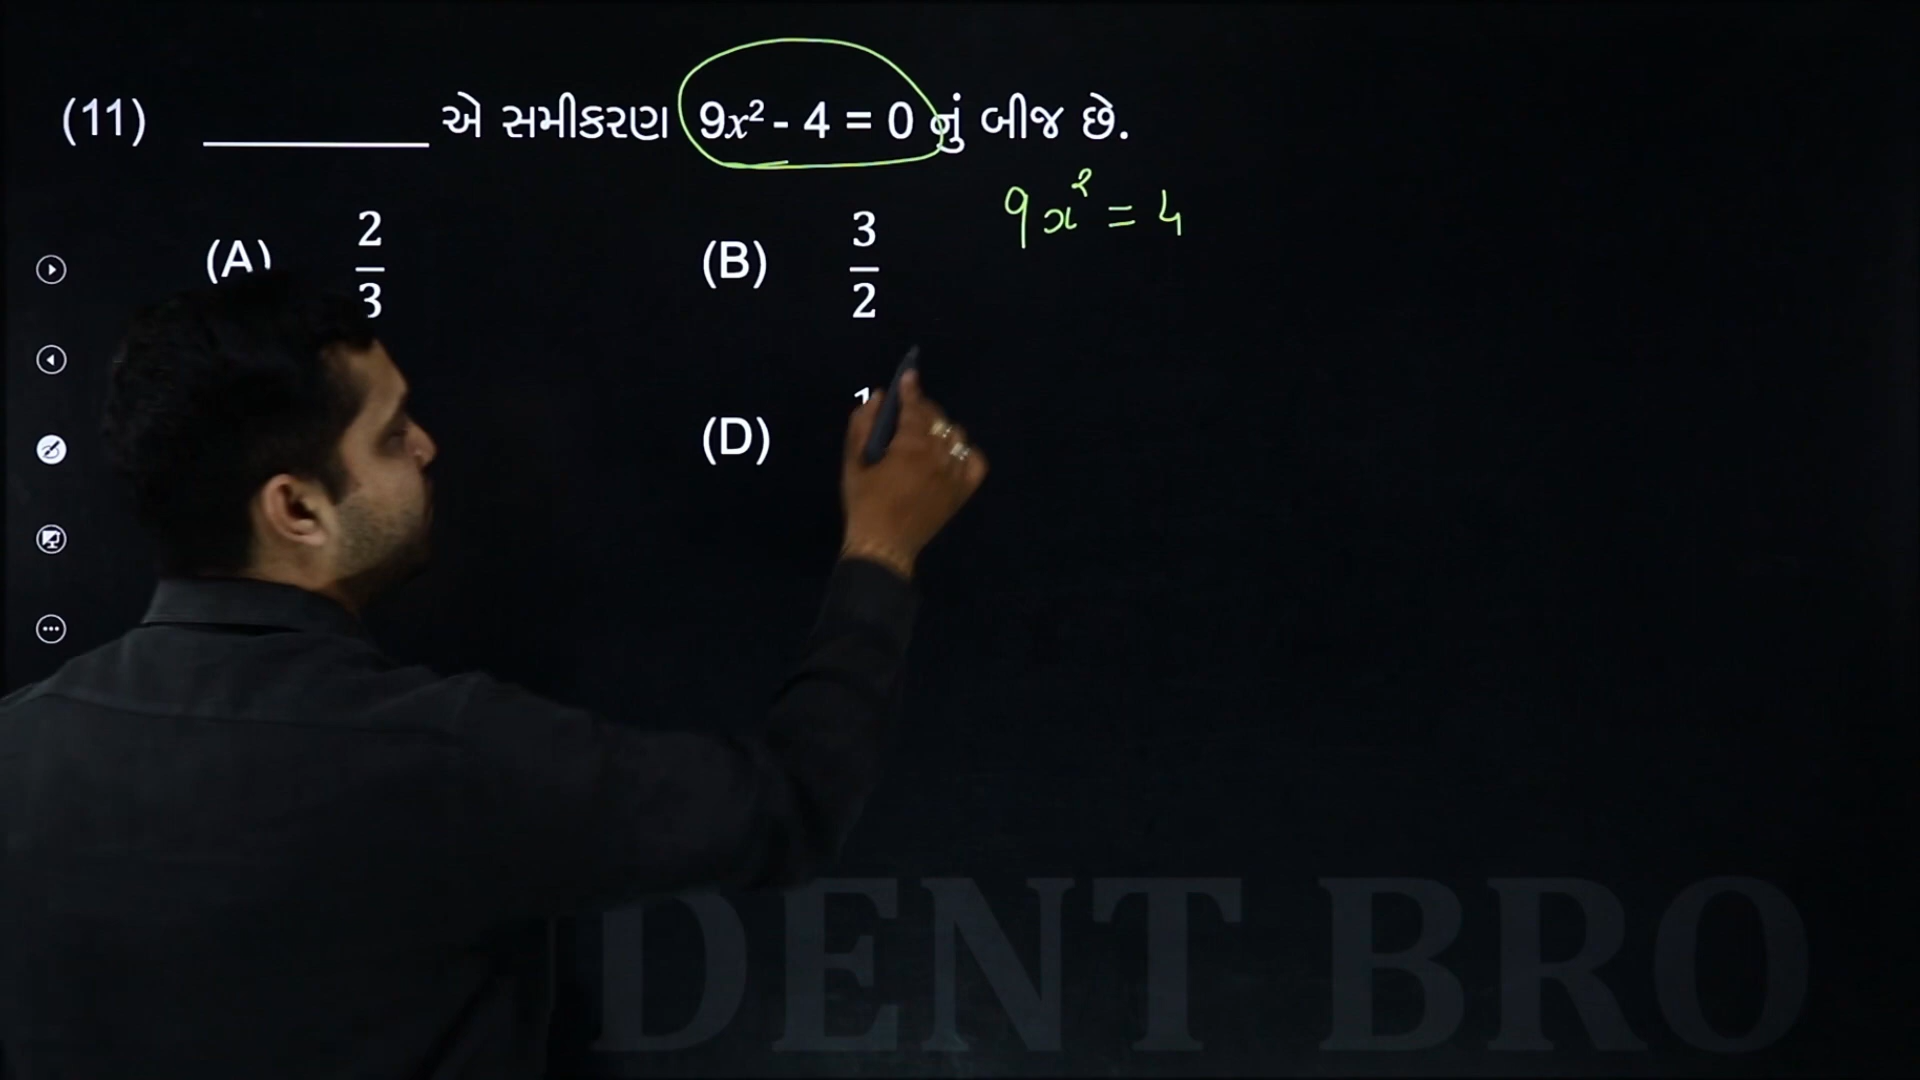 (11) ________ એ સમીકરણ 9x² - 4 = 0 નું બીજ છે.
9x² = 4
(A) 2/3 (B) 3/2
(D)
DENT BRO